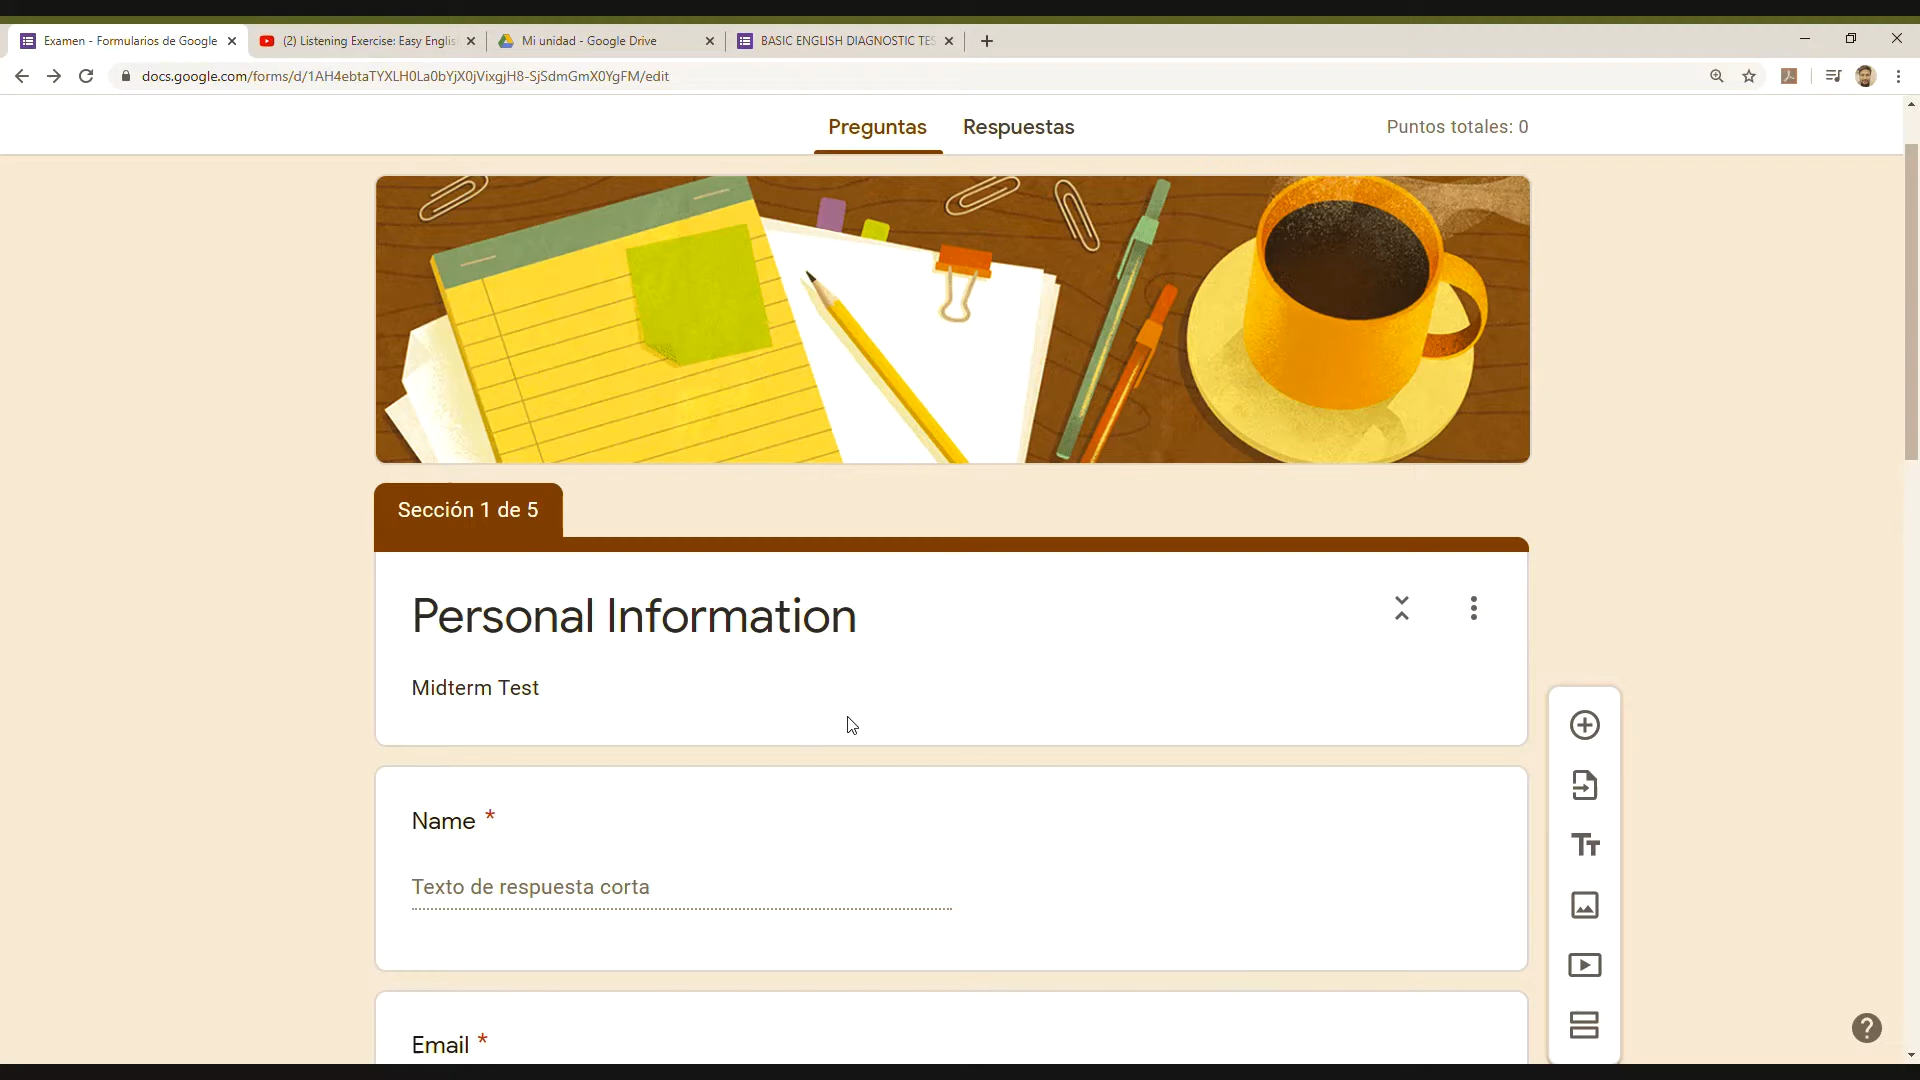 Examen - Formularios de Google
(2) Listening Exercise: Easy Englis
Mi unidad - Google Drive
BASIC ENGLISH DIAGNOSTIC TES
docs.google.com/forms/d/1AH4ebtaTYXLH0La0bYjX0jVixgjH8-SjSdmGmX0YgFM/edit
Preguntas
Respuestas
Puntos totales: 0
Sección 1 de 5
Personal Information
Midterm Test
Name *
Texto de respuesta corta
Email *